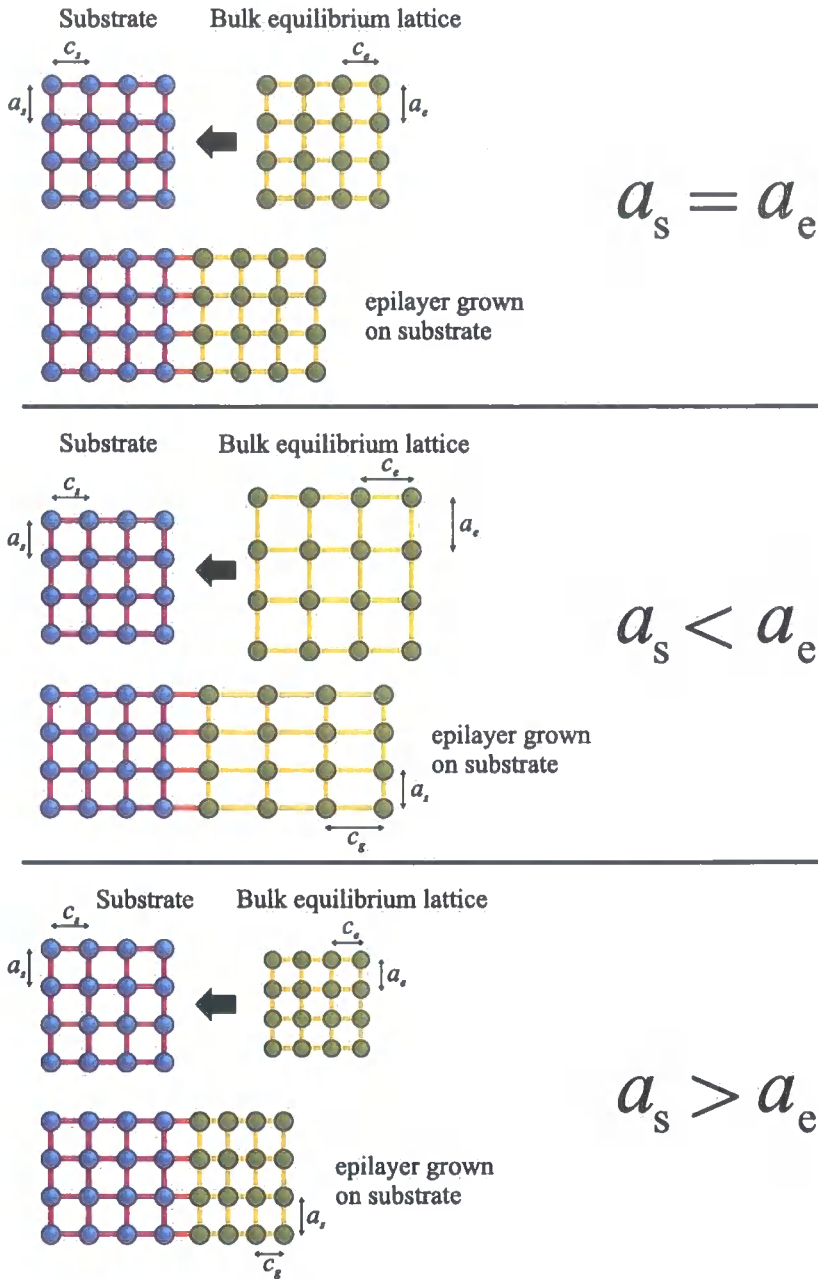 Substrate Bulk equilibrium lattice
c_s c_e
a_s a_e
a_s = a_e
epilayer grown
on substrate
Substrate Bulk equilibrium lattice
c_s c_e
a_s a_e
a_s < a_e
epilayer grown
on substrate
a_s
c_g
Substrate Bulk equilibrium lattice
c_s c_e
a_s a_e
a_s > a_e
epilayer grown
on substrate
a_s
c_g